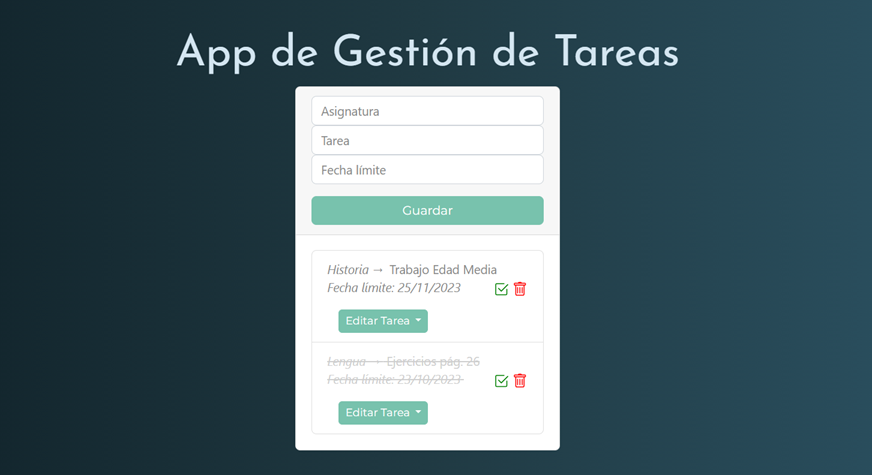 App de Gestión de Tareas
Asignatura
Tarea
Fecha límite
Guardar
Historia → Trabajo Edad Media
Fecha límite: 25/11/2023
Editar Tarea
Lengua → Ejercicios pág. 26
Fecha límite: 23/10/2023
Editar Tarea